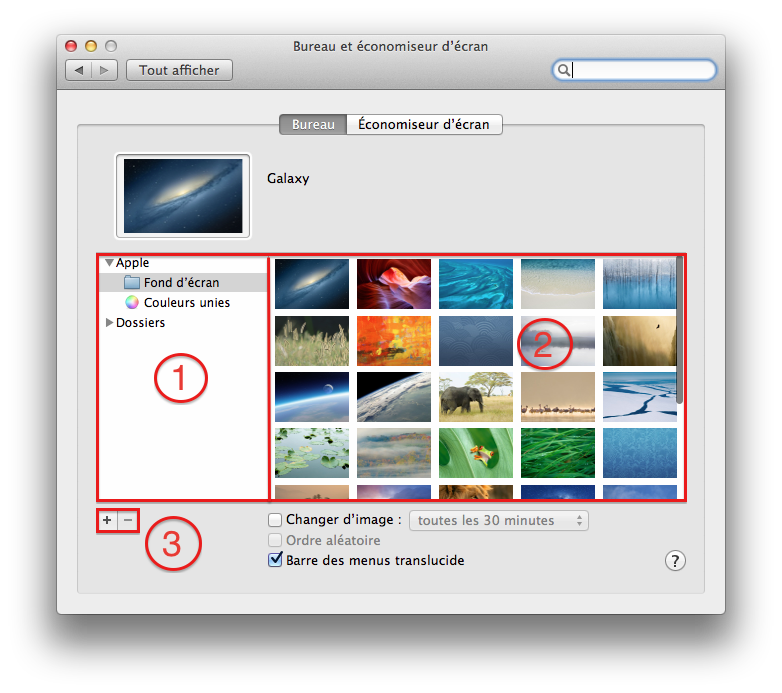 Bureau et économiseur d'écran
Tout afficher
Bureau
Économiseur d'écran
Galaxy
Apple
Fond d'écran
Couleurs unies
Dossiers
1
2
+ −
3
Changer d'image : toutes les 30 minutes
Ordre aléatoire
Barre des menus translucide
?